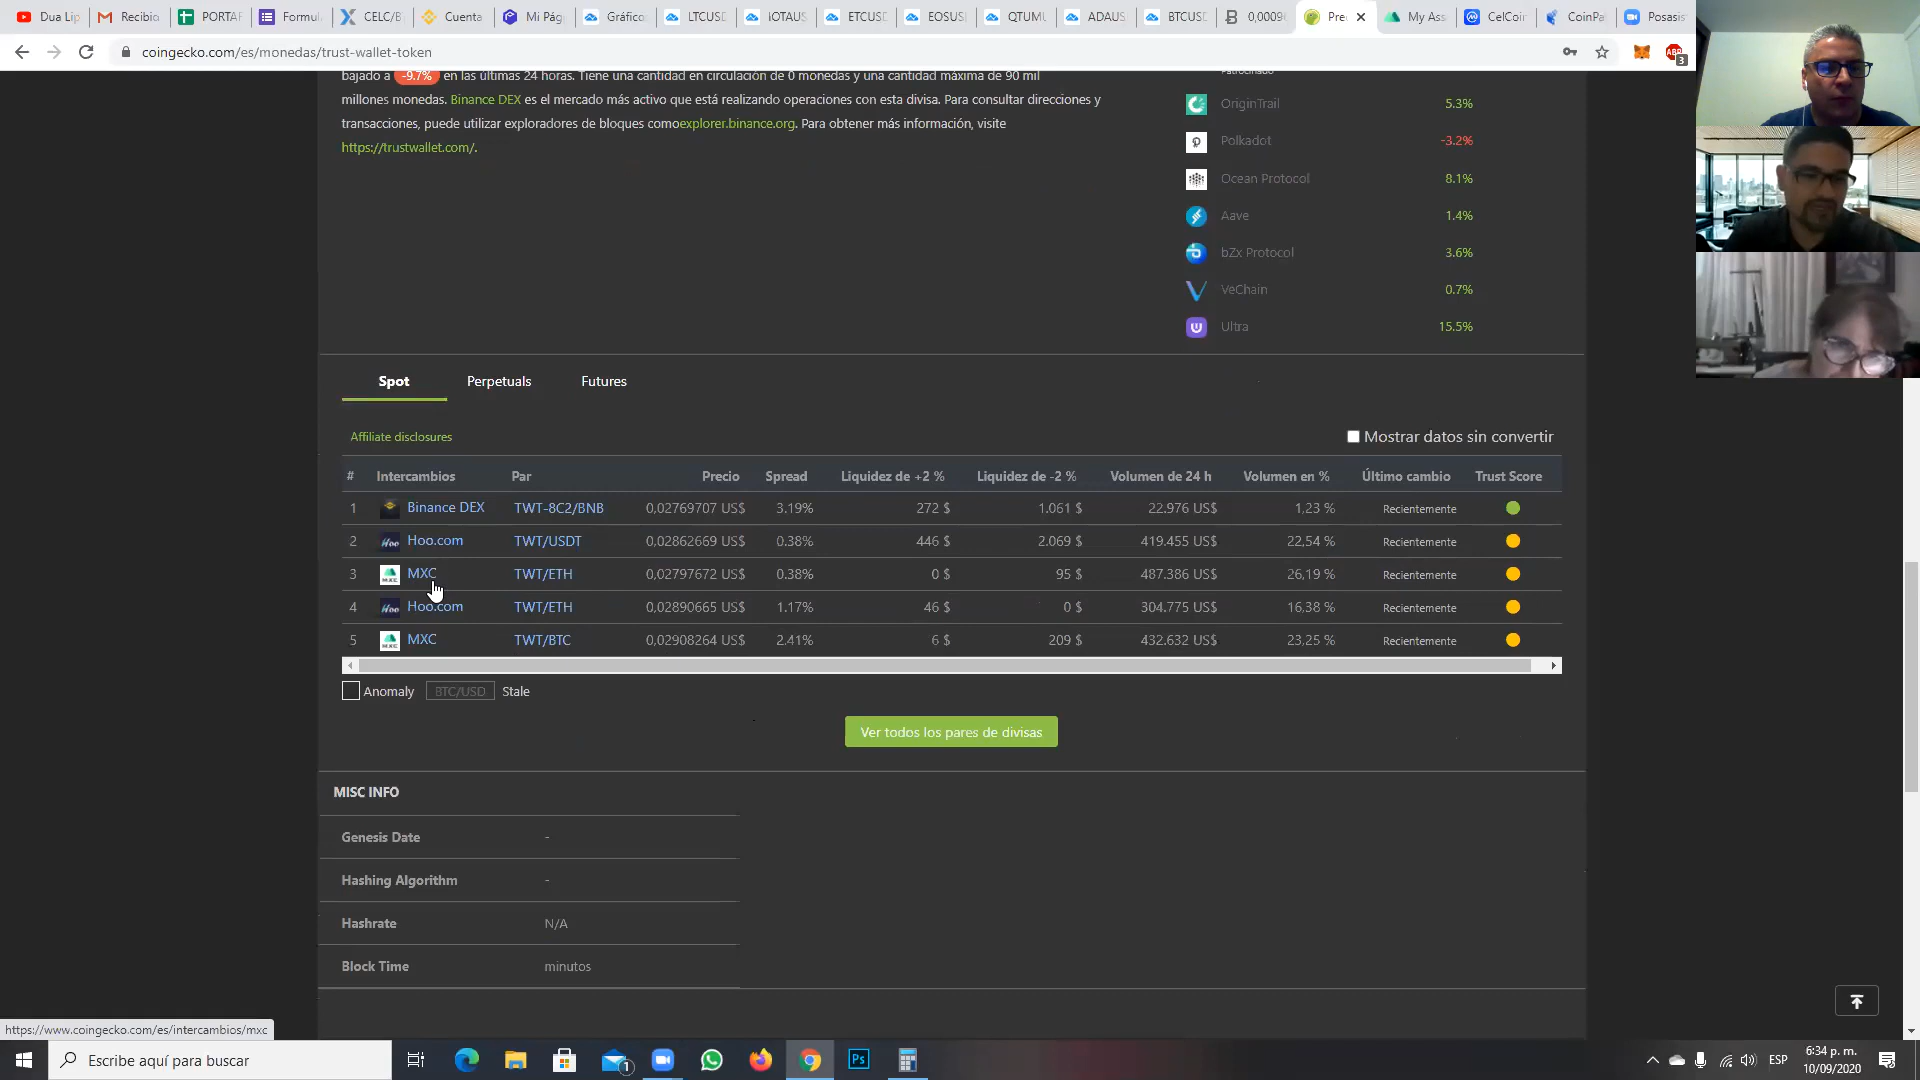 Dua Lip
Recibio
PORTAF
Formula
CELC/B
Cuenta
Mi Pág
Gráfico
LTCUSD
IOTAUS
ETCUSD
EOSUSI
QTUMU
ADAUS
BTCUSD
0,0009
Pre
My Ass
CelCoin
CoinPa
Posasis
coingecko.com/es/monedas/trust-wallet-token
ABP
3
bajado a -9.7% en las últimas 24 horas. Tiene una cantidad en circulación de 0 monedas y una cantidad máxima de 90 mil
millones monedas. Binance DEX es el mercado más activo que está realizando operaciones con esta divisa. Para consultar direcciones y
transacciones, puede utilizar exploradores de bloques comoexplorer.binance.org. Para obtener más información, visite
https://trustwallet.com/.
Patrocinado
OriginTrail 5.3%
Polkadot -3.2%
Ocean Protocol 8.1%
Aave 1.4%
bZx Protocol 3.6%
VeChain 0.7%
Ultra 15.5%
Spot Perpetuals Futures
Affiliate disclosures
Mostrar datos sin convertir
# Intercambios Par Precio Spread Liquidez de +2 % Liquidez de -2 % Volumen de 24 h Volumen en % Último cambio Trust Score
1 Binance DEX TWT-8C2/BNB 0,02769707 US$ 3.19% 272 $ 1.061 $ 22.976 US$ 1,23 % Recientemente
2 Hoo.com TWT/USDT 0,02862669 US$ 0.38% 446 $ 2.069 $ 419.455 US$ 22,54 % Recientemente
3 MXC TWT/ETH 0,02797672 US$ 0.38% 0 $ 95 $ 487.386 US$ 26,19 % Recientemente
4 Hoo.com TWT/ETH 0,02890665 US$ 1.17% 46 $ 0 $ 304.775 US$ 16,38 % Recientemente
5 MXC TWT/BTC 0,02908264 US$ 2.41% 6 $ 209 $ 432.632 US$ 23,25 % Recientemente
Anomaly BTC/USD Stale
Ver todos los pares de divisas
MISC INFO
Genesis Date -
Hashing Algorithm -
Hashrate N/A
Block Time minutos
https://www.coingecko.com/es/intercambios/mxc
Escribe aquí para buscar
1
Ps
ESP
6:34 p. m.
10/09/2020